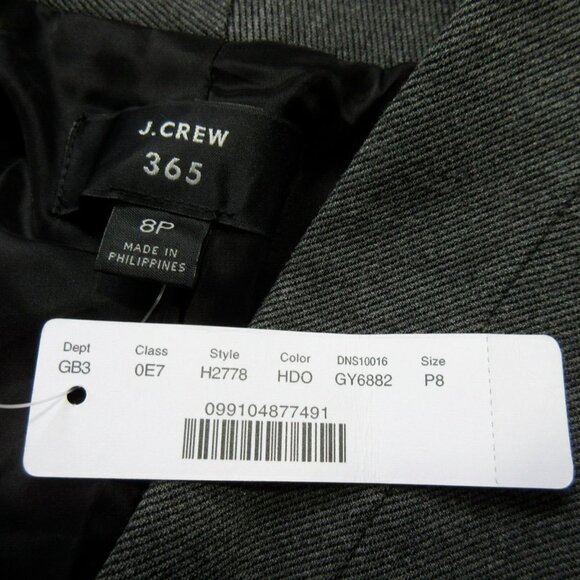 J.CREW
365
8P
MADE IN
PHILIPPINES
Dept Class Style Color DNS10016 Size
GB3 0E7 H2778 HDO GY6882 P8
099104877491